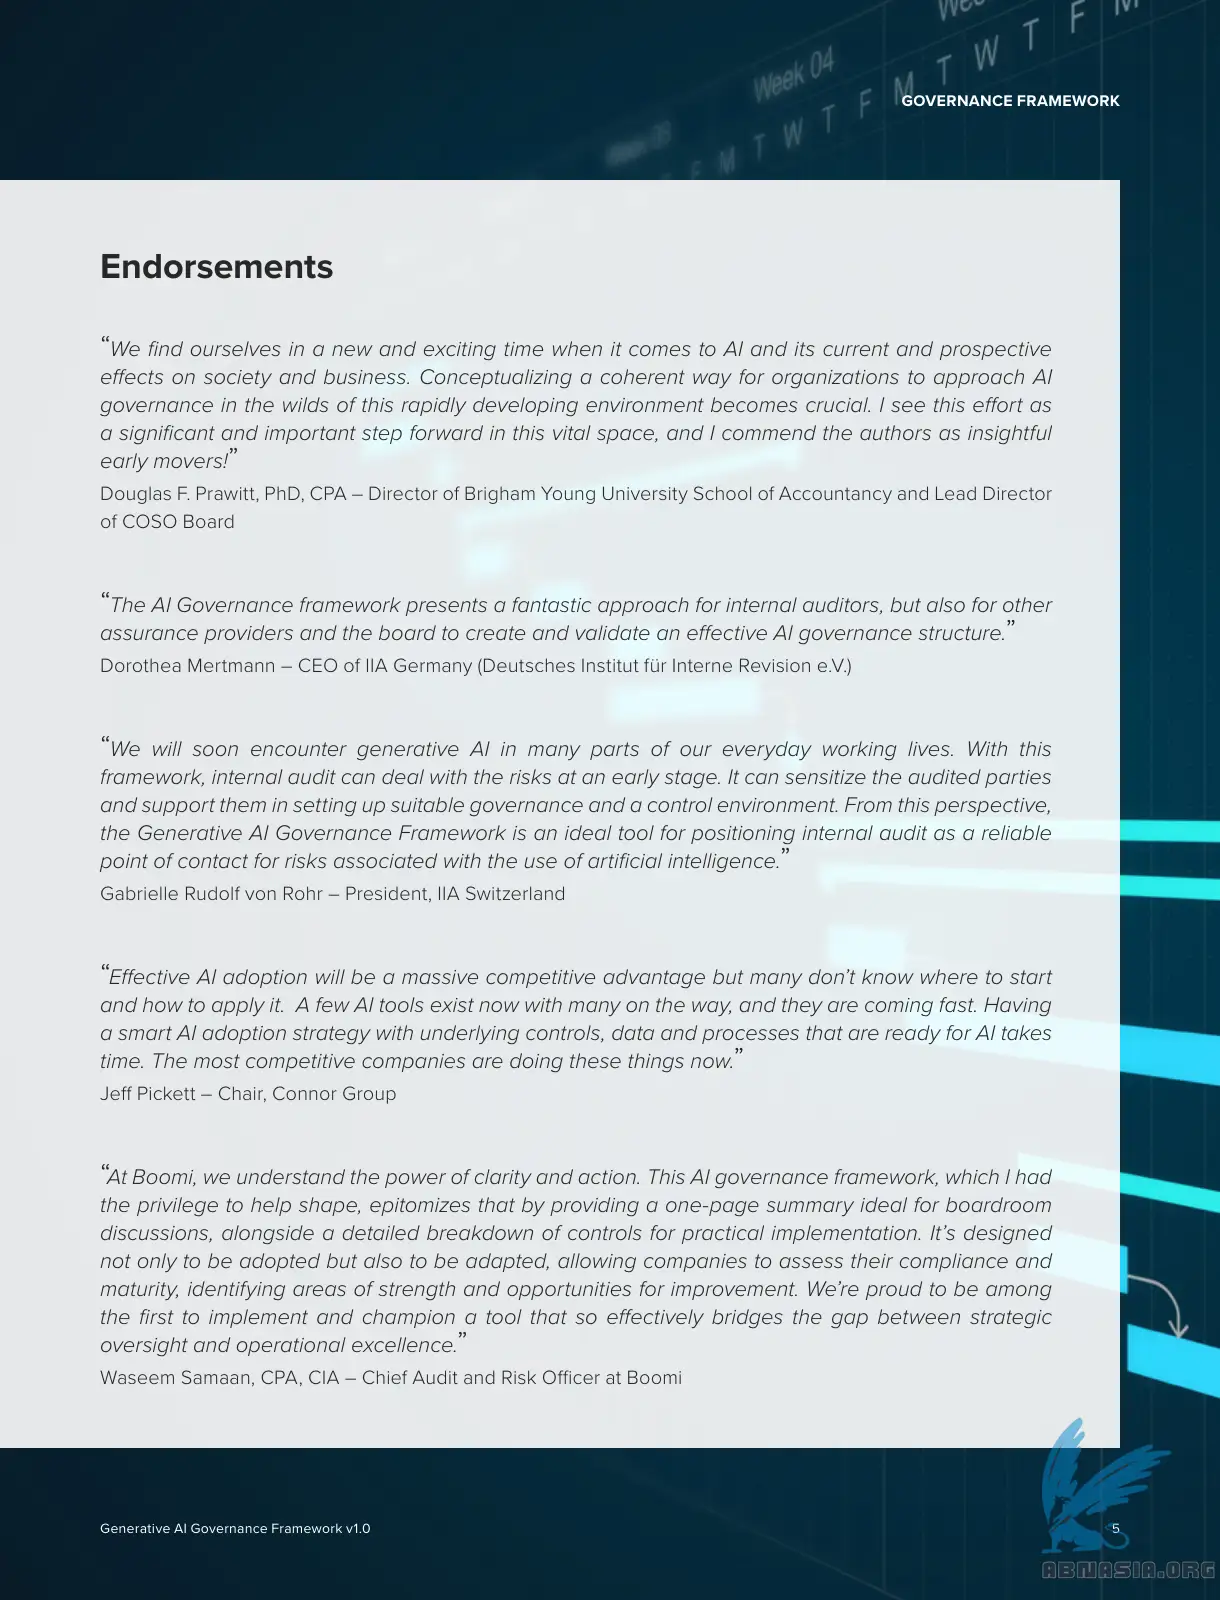 Week 04
M T W T F M
F M T W T F
GOVERNANCE FRAMEWORK
Endorsements
“We find ourselves in a new and exciting time when it comes to AI and its current and prospective
effects on society and business. Conceptualizing a coherent way for organizations to approach AI
governance in the wilds of this rapidly developing environment becomes crucial. I see this effort as
a significant and important step forward in this vital space, and I commend the authors as insightful
early movers!”
Douglas F. Prawitt, PhD, CPA – Director of Brigham Young University School of Accountancy and Lead Director
of COSO Board
“The AI Governance framework presents a fantastic approach for internal auditors, but also for other
assurance providers and the board to create and validate an effective AI governance structure.”
Dorothea Mertmann – CEO of IIA Germany (Deutsches Institut für Interne Revision e.V.)
“We will soon encounter generative AI in many parts of our everyday working lives. With this
framework, internal audit can deal with the risks at an early stage. It can sensitize the audited parties
and support them in setting up suitable governance and a control environment. From this perspective,
the Generative AI Governance Framework is an ideal tool for positioning internal audit as a reliable
point of contact for risks associated with the use of artificial intelligence.”
Gabrielle Rudolf von Rohr – President, IIA Switzerland
“Effective AI adoption will be a massive competitive advantage but many don’t know where to start
and how to apply it.  A few AI tools exist now with many on the way, and they are coming fast. Having
a smart AI adoption strategy with underlying controls, data and processes that are ready for AI takes
time. The most competitive companies are doing these things now.”
Jeff Pickett – Chair, Connor Group
“At Boomi, we understand the power of clarity and action. This AI governance framework, which I had
the privilege to help shape, epitomizes that by providing a one-page summary ideal for boardroom
discussions, alongside a detailed breakdown of controls for practical implementation. It’s designed
not only to be adopted but also to be adapted, allowing companies to assess their compliance and
maturity, identifying areas of strength and opportunities for improvement. We’re proud to be among
the first to implement and champion a tool that so effectively bridges the gap between strategic
oversight and operational excellence.”
Waseem Samaan, CPA, CIA – Chief Audit and Risk Officer at Boomi
Generative AI Governance Framework v1.0
5
ABNASIA.ORG